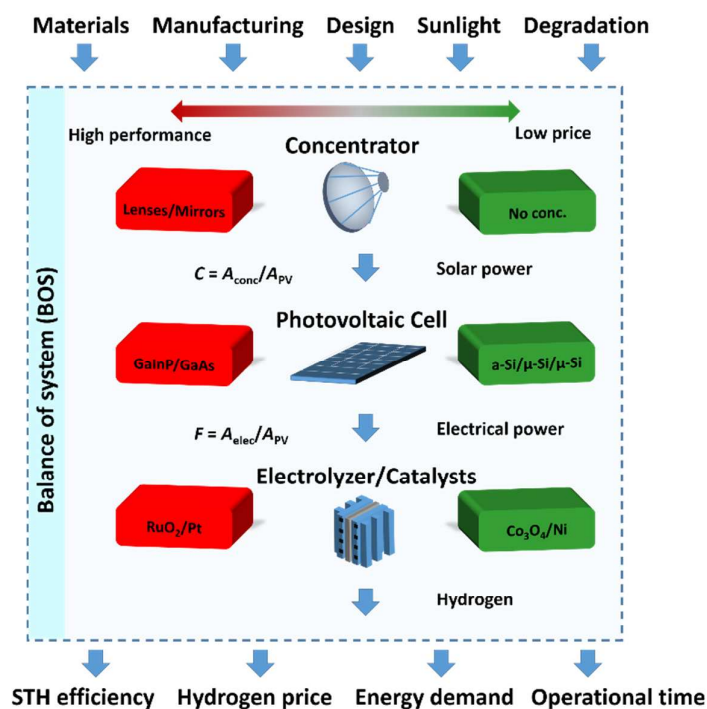 Materials Manufacturing Design Sunlight Degradation
High performance
Low price
Concentrator
Lenses/Mirrors
No conc.
C = Aconc/APV
Solar power
Photovoltaic Cell
GaInP/GaAs
a-Si/μ-Si/μ-Si
F = Aelec/APV
Electrical power
Electrolyzer/Catalysts
RuO2/Pt
Co3O4/Ni
Hydrogen
Balance of system (BOS)
STH efficiency Hydrogen price Energy demand Operational time